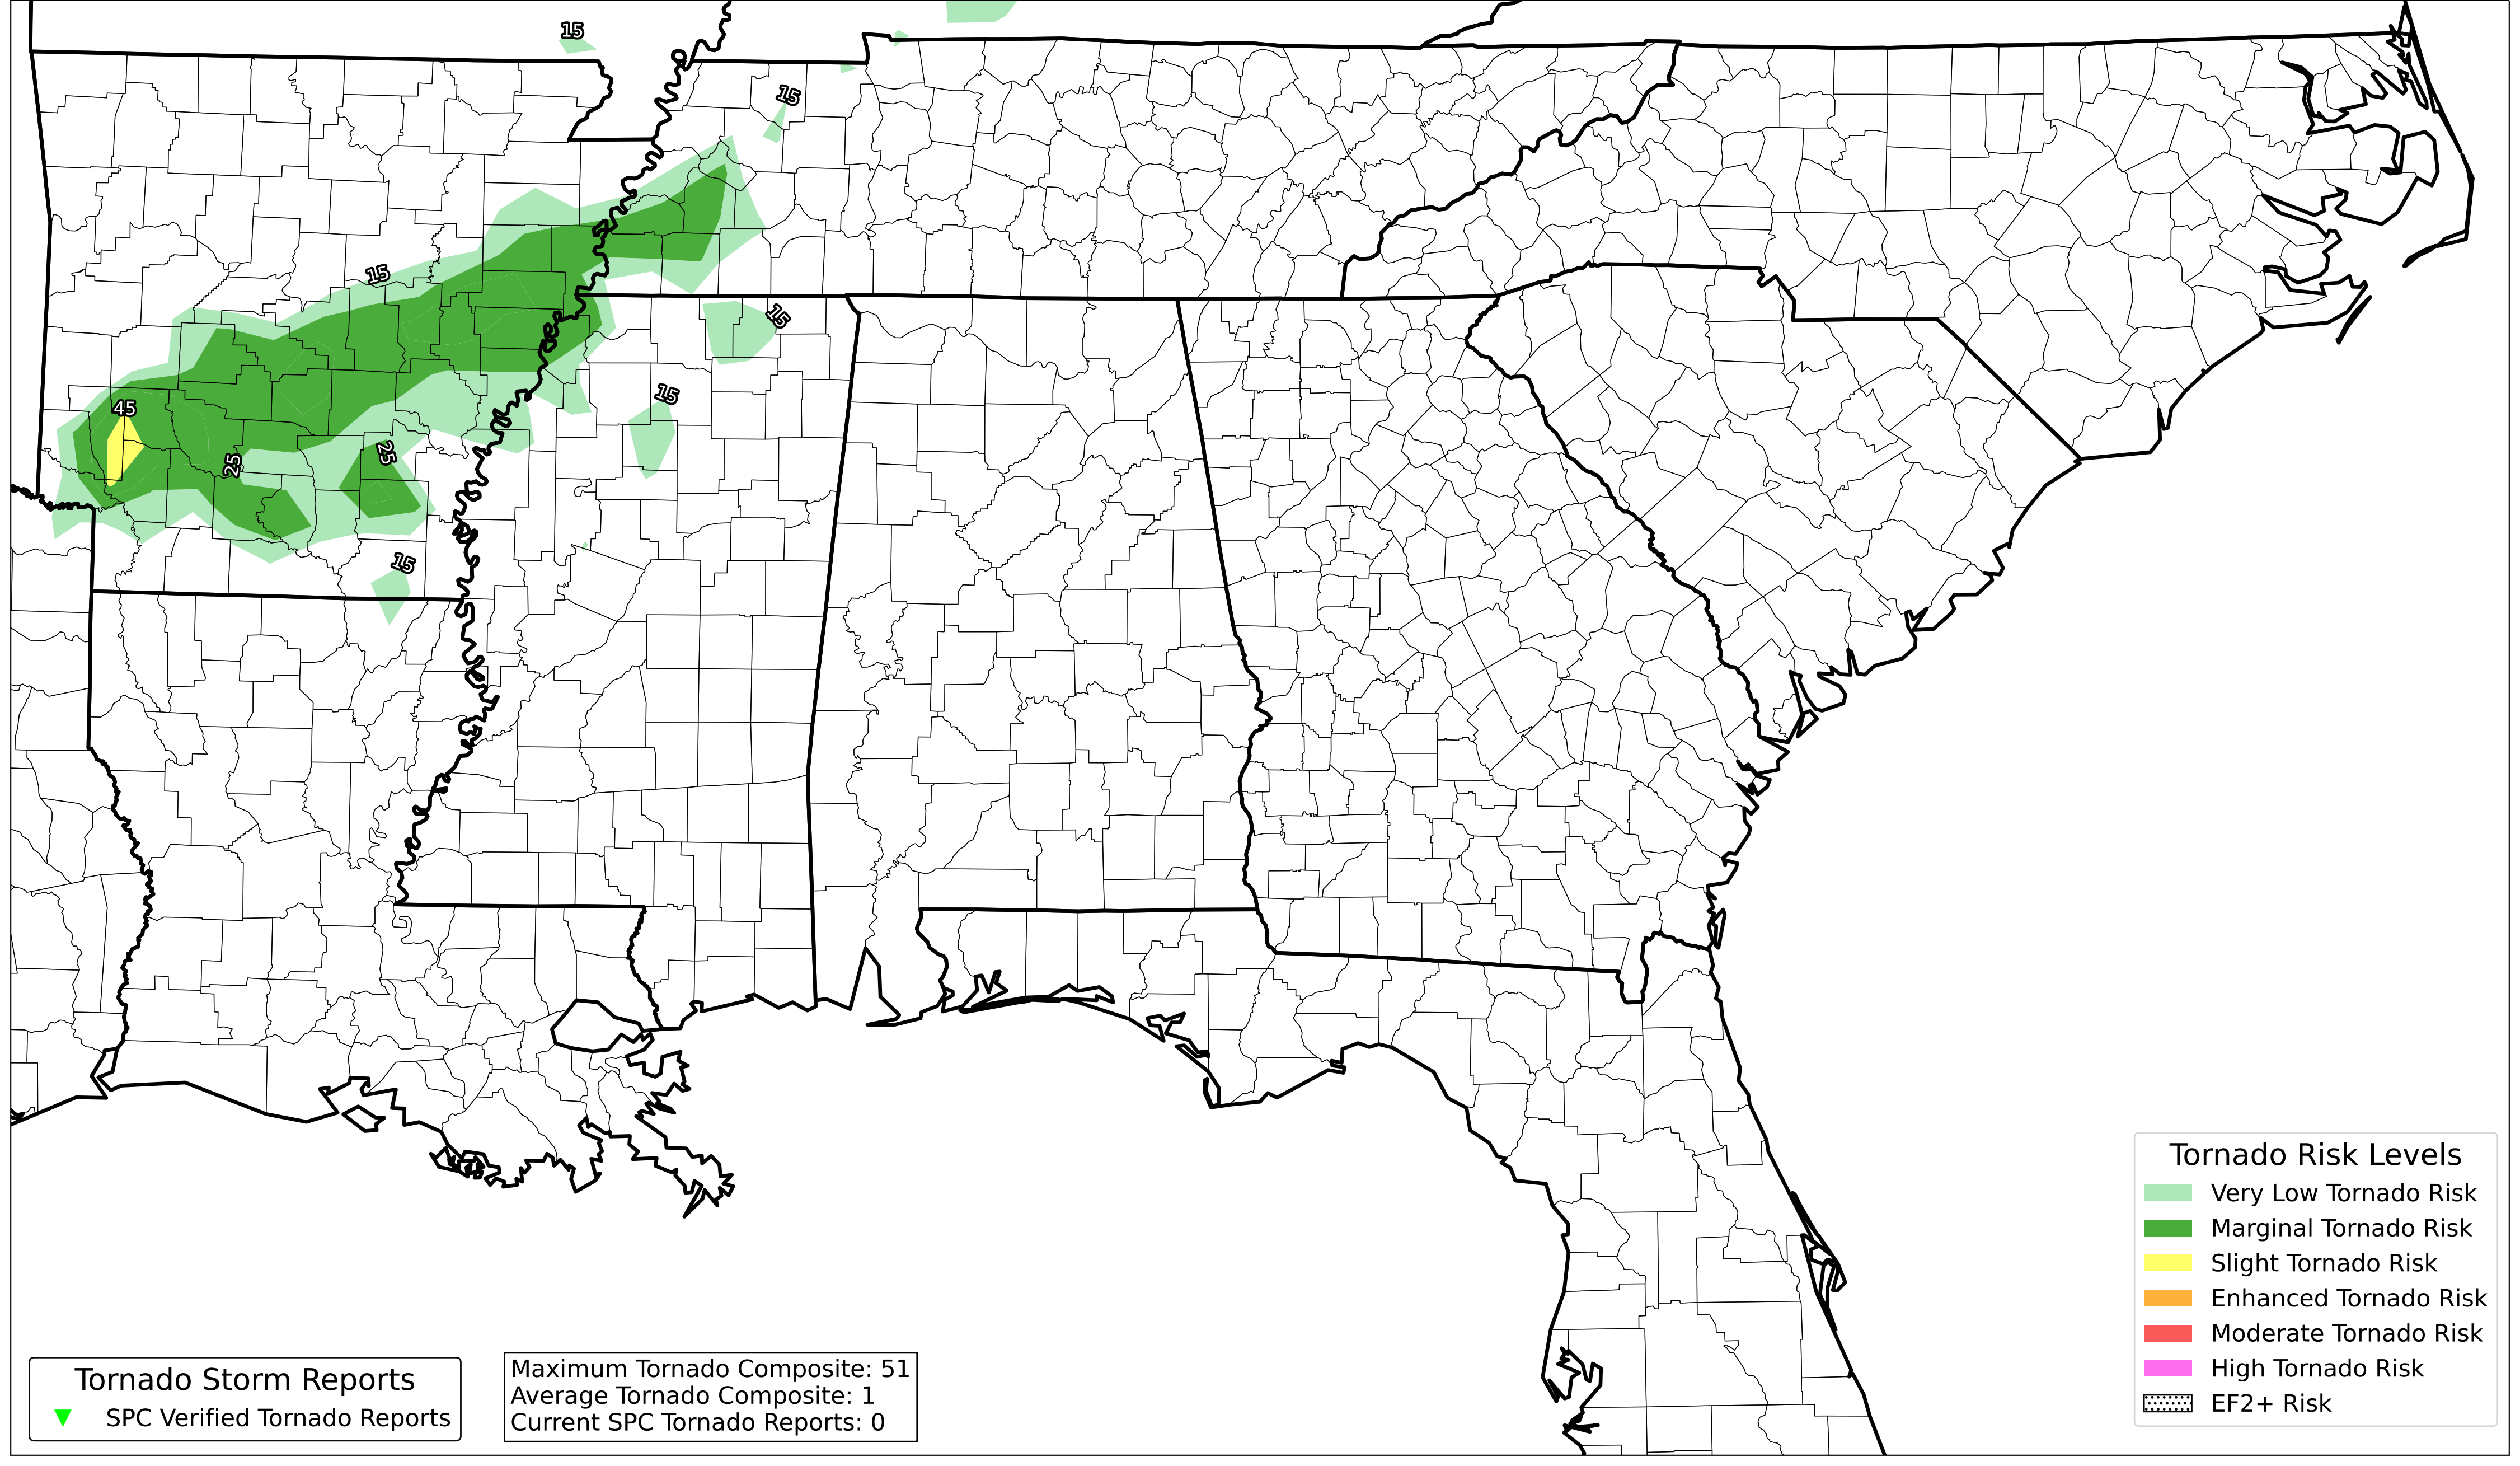 15
15
15
15
15
45
25
25
15
Tornado Risk Levels
Very Low Tornado Risk
Marginal Tornado Risk
Slight Tornado Risk
Enhanced Tornado Risk
Moderate Tornado Risk
High Tornado Risk
EF2+ Risk
Tornado Storm Reports
SPC Verified Tornado Reports
Maximum Tornado Composite: 51
Average Tornado Composite: 1
Current SPC Tornado Reports: 0